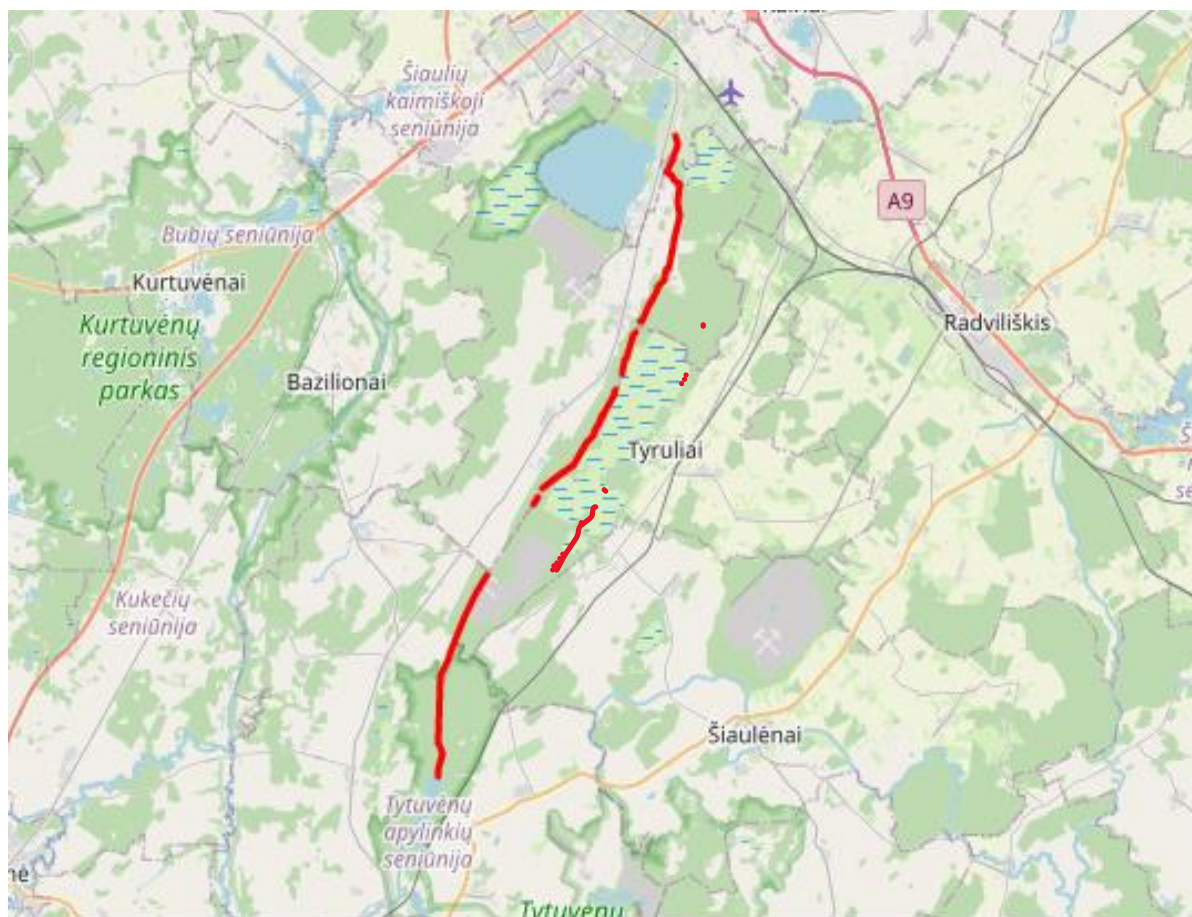 Šiaulių
kaimiškoji
seniūnija
A9
Bubių seniūnija
Kurtuvėnai
Kurtuvėnų
regioninis
parkas
Radviliškis
Bazilionai
Tyruliai
Kukečių
seniūnija
Šiaulėnai
Tytuvėnų
apylinkių
seniūnija
Tytuvėnų